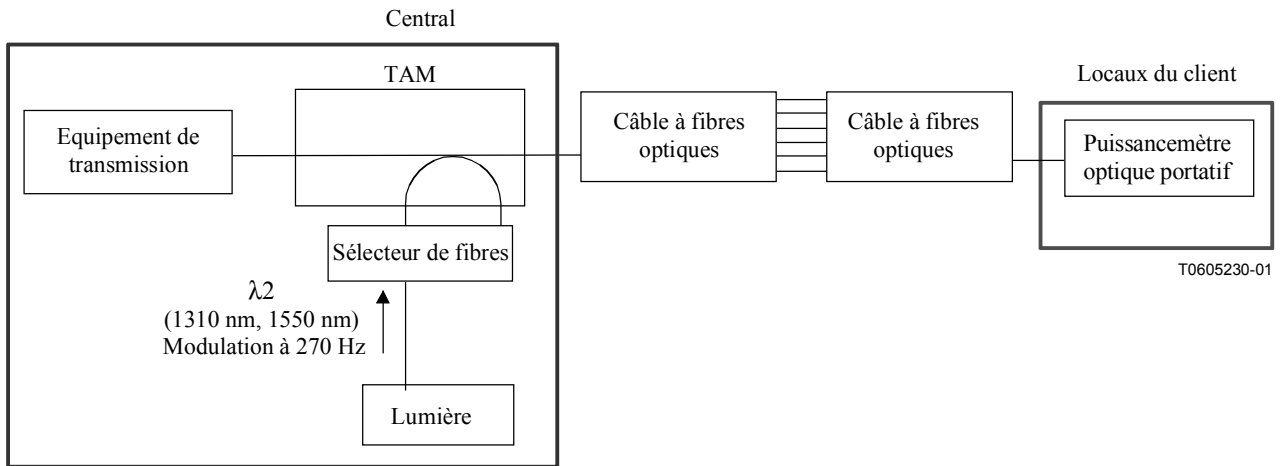 Central
TAM
Locaux du client
Equipement de
transmission
Câble à fibres
optiques
Câble à fibres
optiques
Puissancemètre
optique portatif
Sélecteur de fibres
T0605230-01
λ2
(1310 nm, 1550 nm)
Modulation à 270 Hz
Lumière